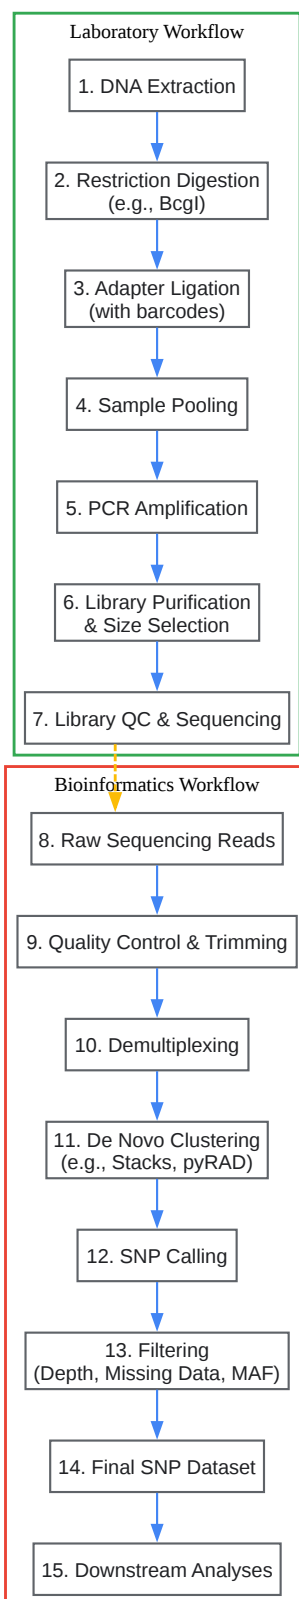 Laboratory Workflow
1. DNA Extraction
2. Restriction Digestion
(e.g., BcgI)
3. Adapter Ligation
(with barcodes)
4. Sample Pooling
5. PCR Amplification
6. Library Purification
& Size Selection
7. Library QC & Sequencing
Bioinformatics Workflow
8. Raw Sequencing Reads
9. Quality Control & Trimming
10. Demultiplexing
11. De Novo Clustering
(e.g., Stacks, pyRAD)
12. SNP Calling
13. Filtering
(Depth, Missing Data, MAF)
14. Final SNP Dataset
15. Downstream Analyses